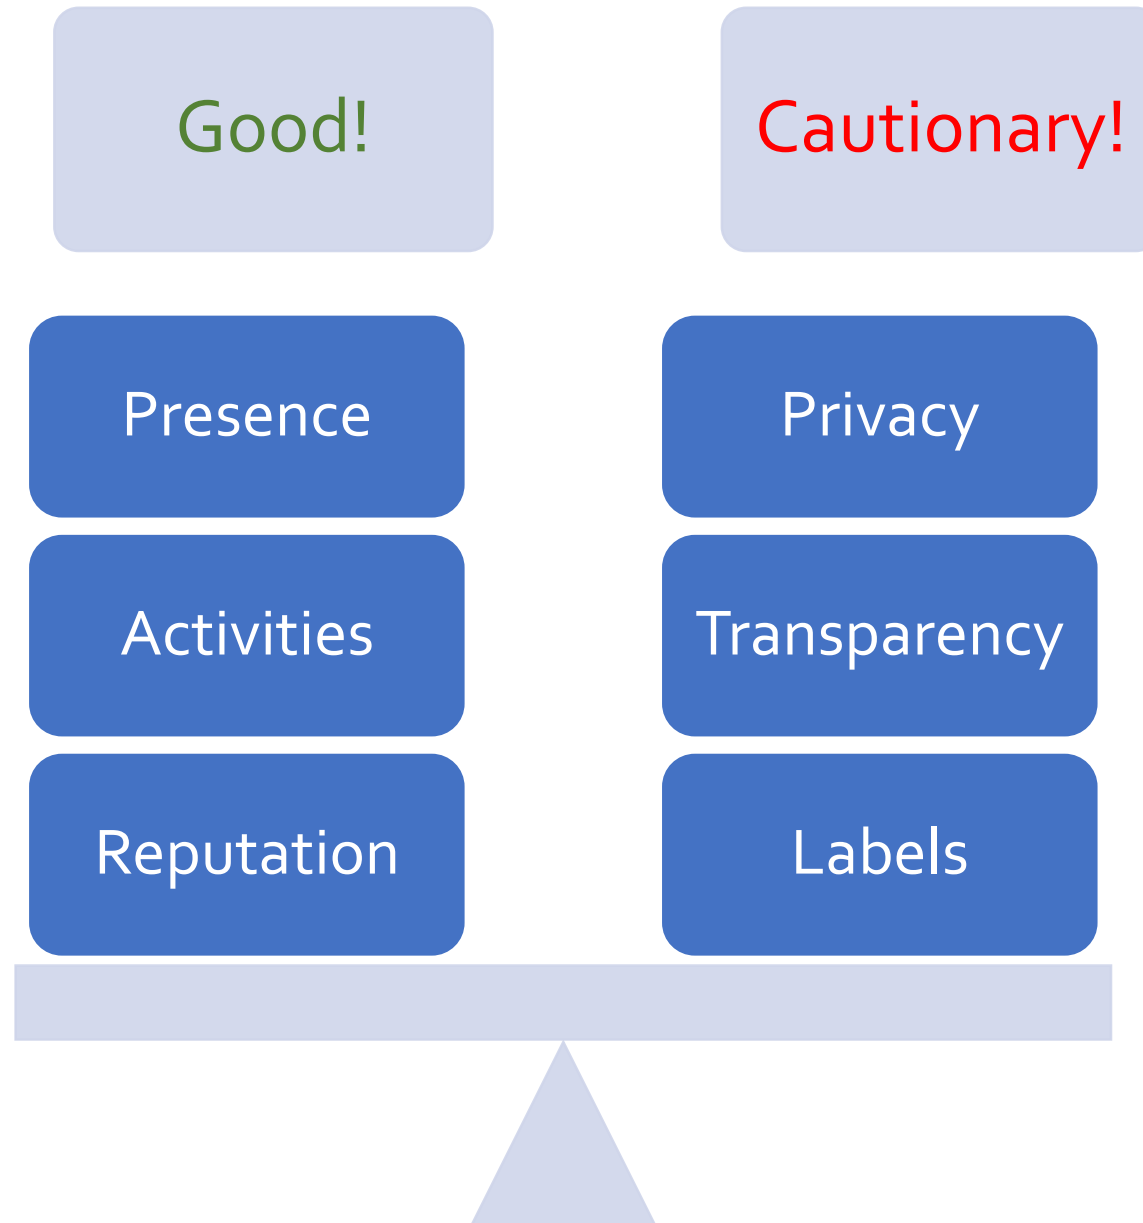 Good!
Cautionary!
Presence
Privacy
Activities
Transparency
Reputation
Labels